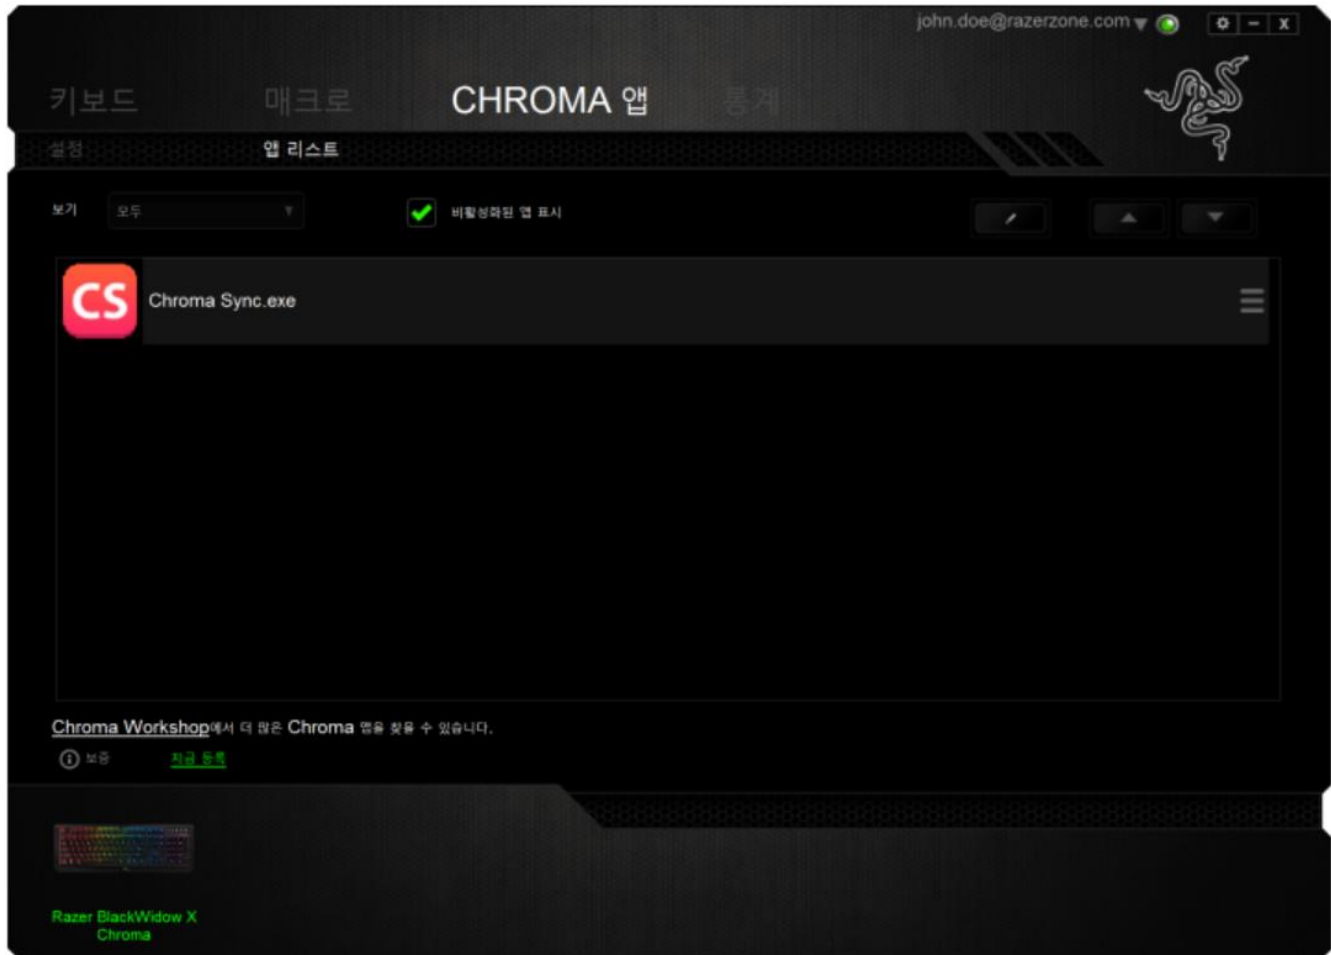 john.doe@razerzone.com
키보드 매크로 CHROMA 앱 통계
설정 앱 리스트
보기 모두 비활성화된 앱 표시
CS Chroma Sync.exe
Chroma Workshop에서 더 많은 Chroma 앱을 찾을 수 있습니다.
보증 지금 등록
Razer BlackWidow X
Chroma